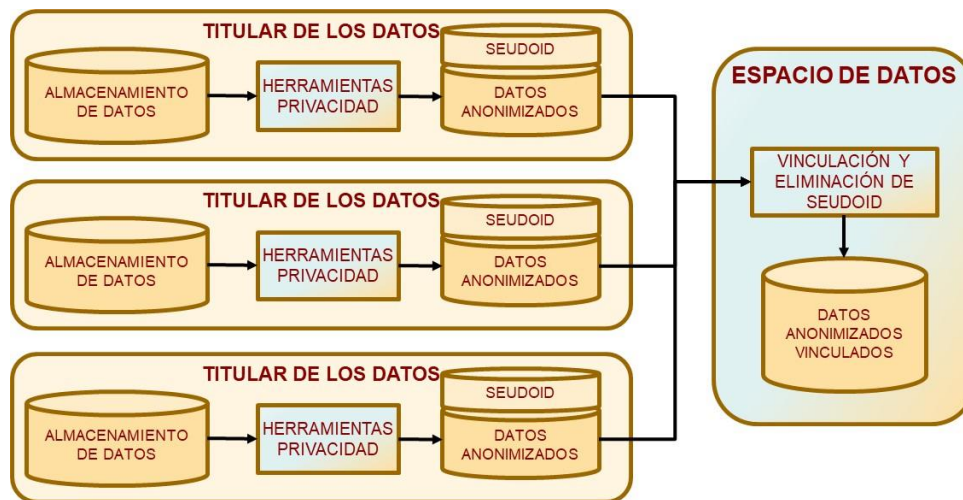 TITULAR DE LOS DATOS
ALMACENAMIENTO
DE DATOS
HERRAMIENTAS
PRIVACIDAD
SEUDOID
DATOS
ANONIMIZADOS
TITULAR DE LOS DATOS
ALMACENAMIENTO
DE DATOS
HERRAMIENTAS
PRIVACIDAD
SEUDOID
DATOS
ANONIMIZADOS
TITULAR DE LOS DATOS
ALMACENAMIENTO
DE DATOS
HERRAMIENTAS
PRIVACIDAD
SEUDOID
DATOS
ANONIMIZADOS
ESPACIO DE DATOS
VINCULACIÓN Y
ELIMINACIÓN DE
SEUDOID
DATOS
ANONIMIZADOS
VINCULADOS